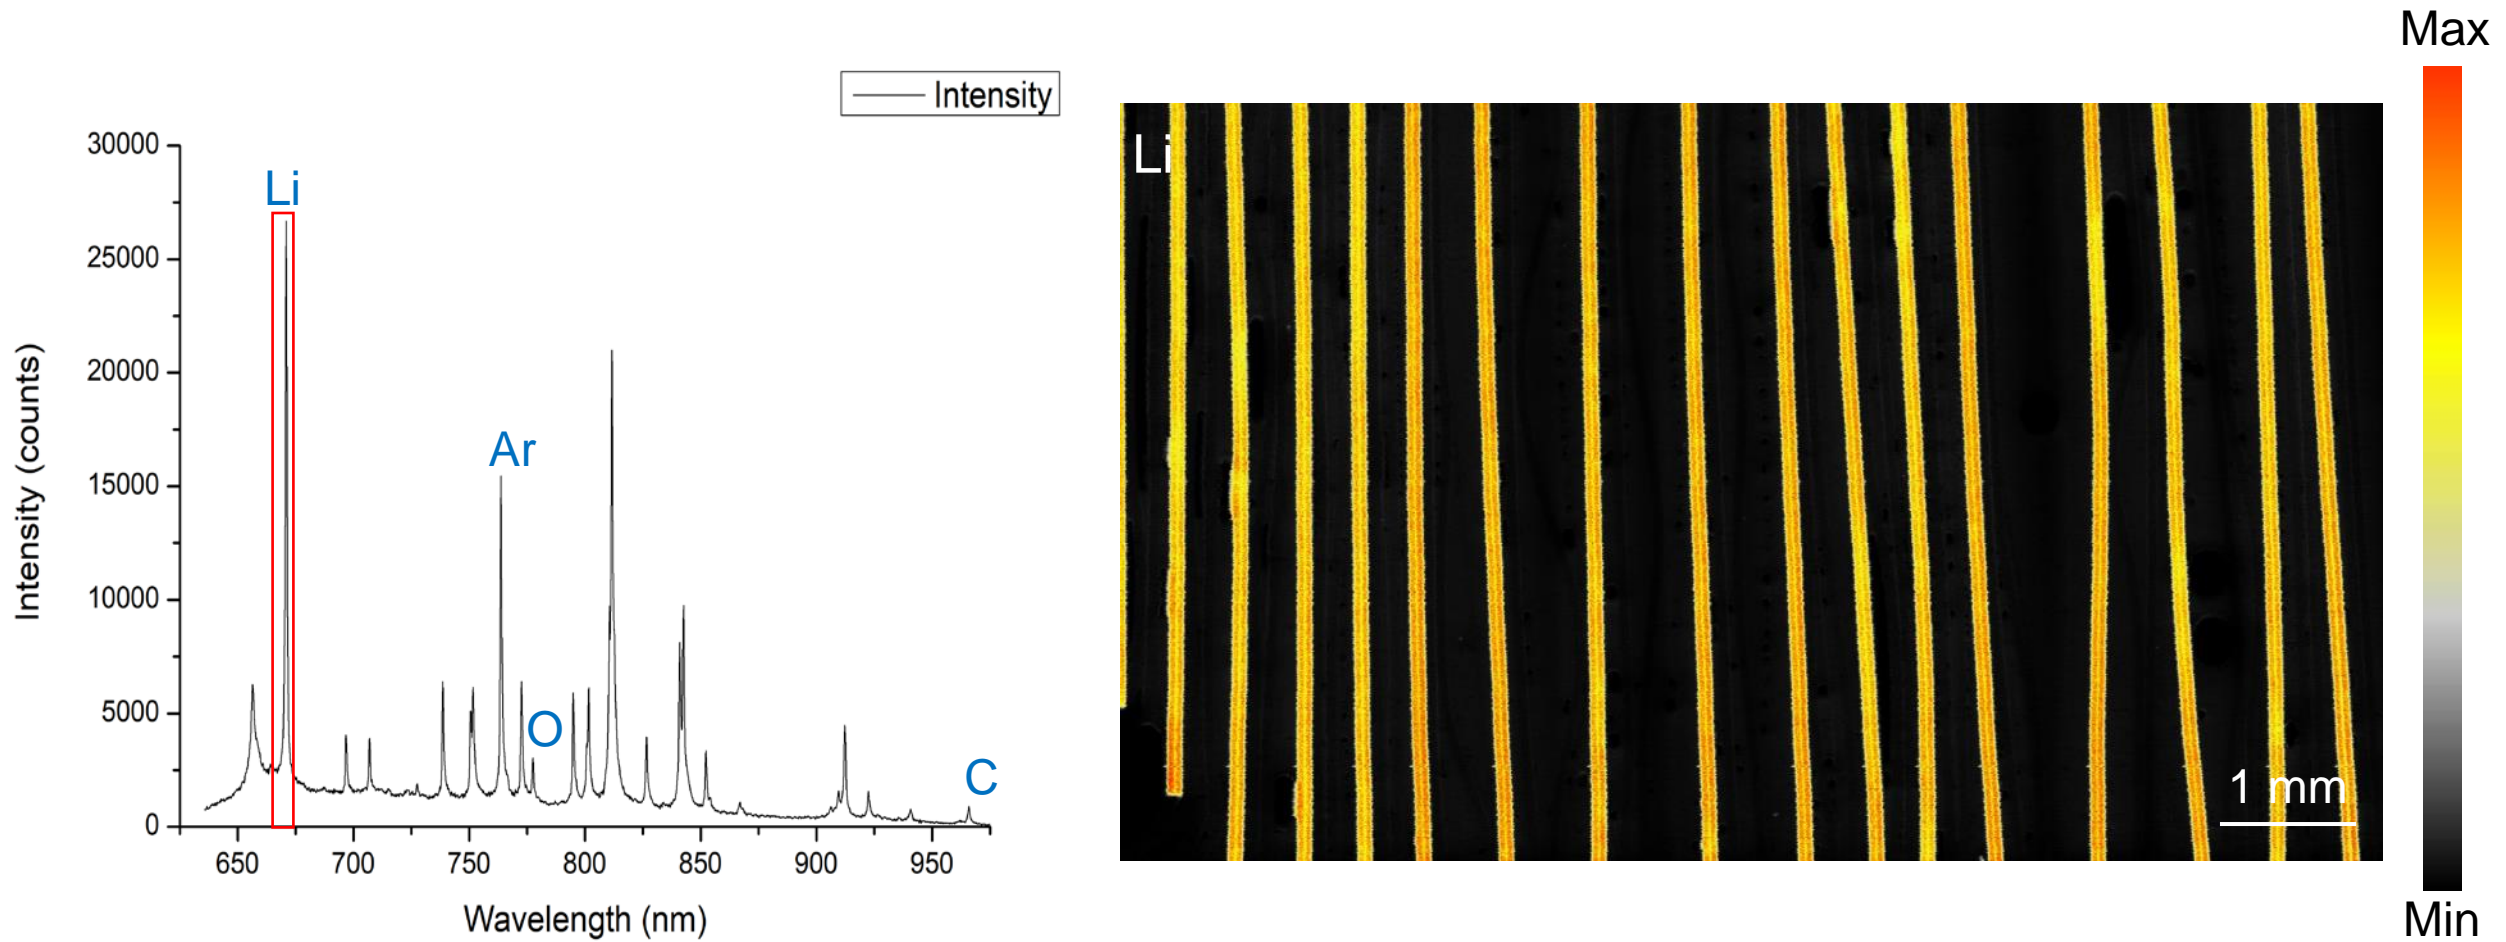 Intensity
30000
25000
20000
15000
10000
5000
0
Li
Ar
O
C
650 700 750 800 850 900 950
Wavelength (nm)
Intensity (counts)
Li
1 mm
Max
Min